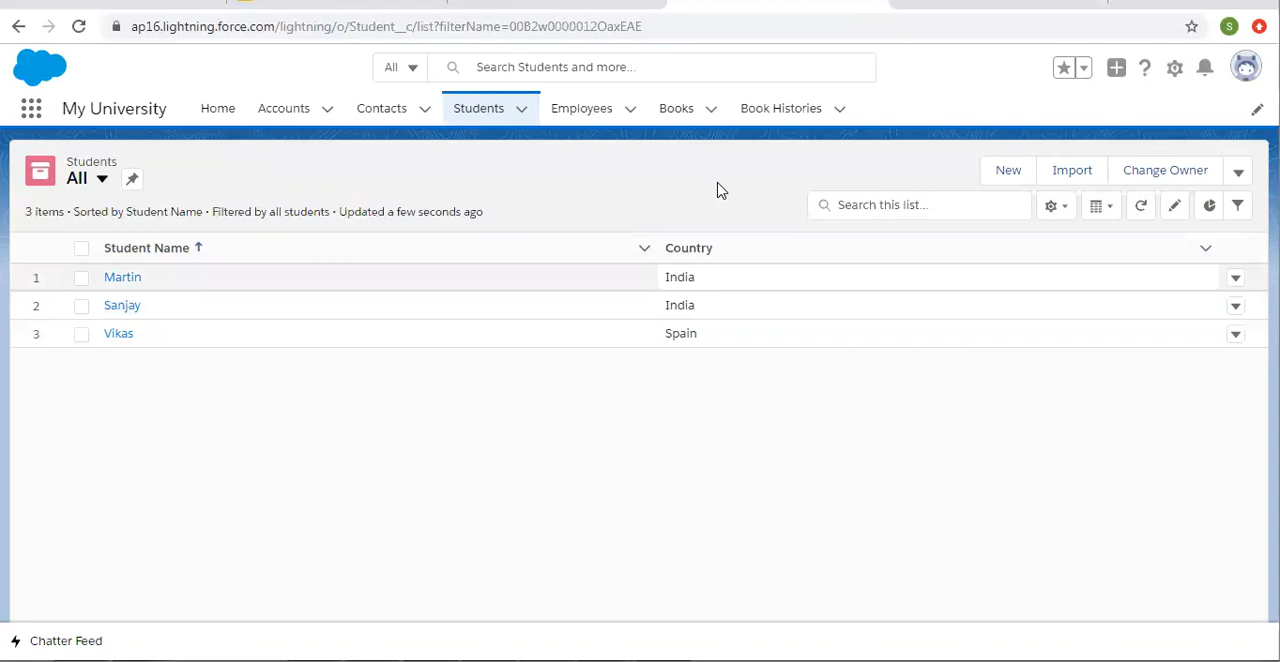 ap16.lightning.force.com/lightning/o/Student__c/list?filterName=00B2w0000012OaxEAE S
All Search Students and more...
My University Home Accounts Contacts Students Employees Books Book Histories
Students
All
New Import Change Owner
3 items • Sorted by Student Name • Filtered by all students • Updated a few seconds ago
Search this list...
Student Name Country
1 Martin India
2 Sanjay India
3 Vikas Spain
Chatter Feed